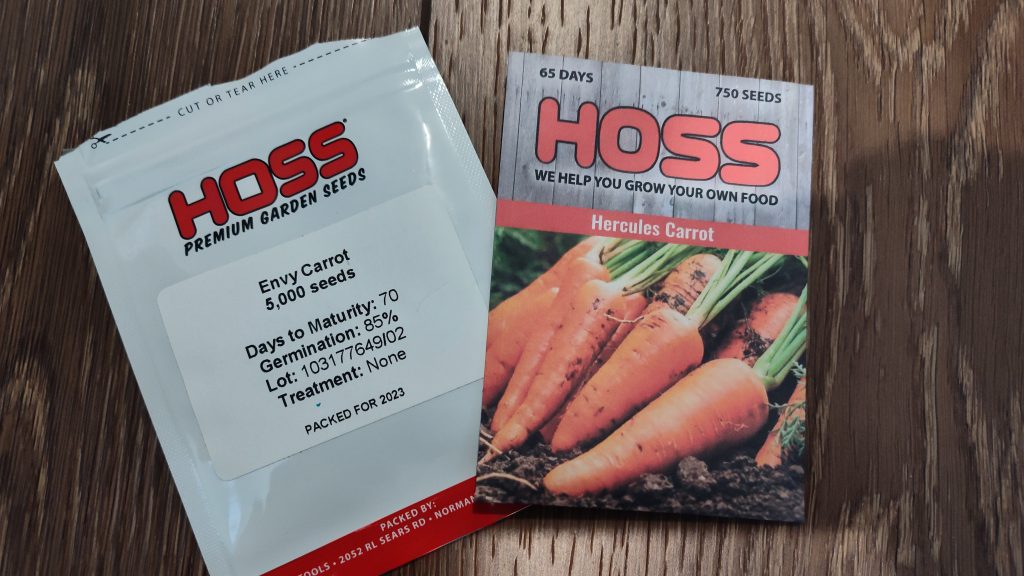 CUT OR TEAR HERE
HOSS®
PREMIUM GARDEN SEEDS
Envy Carrot
5,000 seeds
Days to Maturity: 70
Germination: 85%
Lot: 103177649/02
Treatment: None
PACKED FOR 2023
PACKED BY:
TOOLS • 2052 RL SEARS RD • NORMAN
65 DAYS
750 SEEDS
HOSS
WE HELP YOU GROW YOUR OWN FOOD
Hercules Carrot